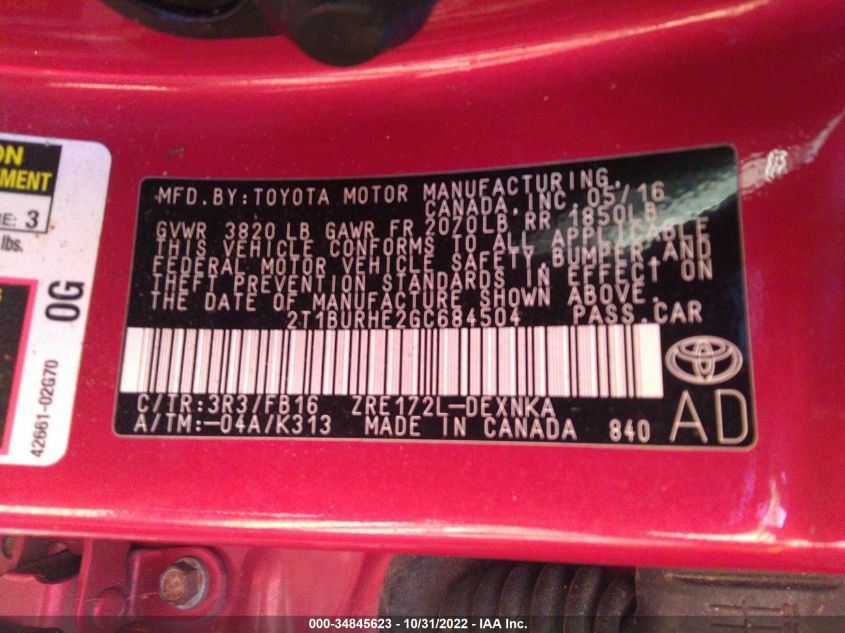 ON
EMENT
RE: 3
lbs.
S
0G
42661-02G70
MFD.BY:TOYOTA MOTOR MANUFACTURING,
CANADA,INC.05/16
GVWR 3820 LB GAWR FR 2070LB RR 1850LB
THIS VEHICLE CONFORMS TO ALL APPLICABLE
FEDERAL MOTOR VEHICLE SAFETY,BUMPER,AND
THEFT PREVENTION STANDARDS IN EFFECT ON
THE DATE OF MANUFACTURE SHOWN ABOVE.
2T1BURHE2GC684504 PASS.CAR
C/TR:3R3/FB16 ZRE172L-DEXNKA
A/TM:-04A/K313 MADE IN CANADA 840
AD
000-34845623 - 10/31/2022 - IAA Inc.